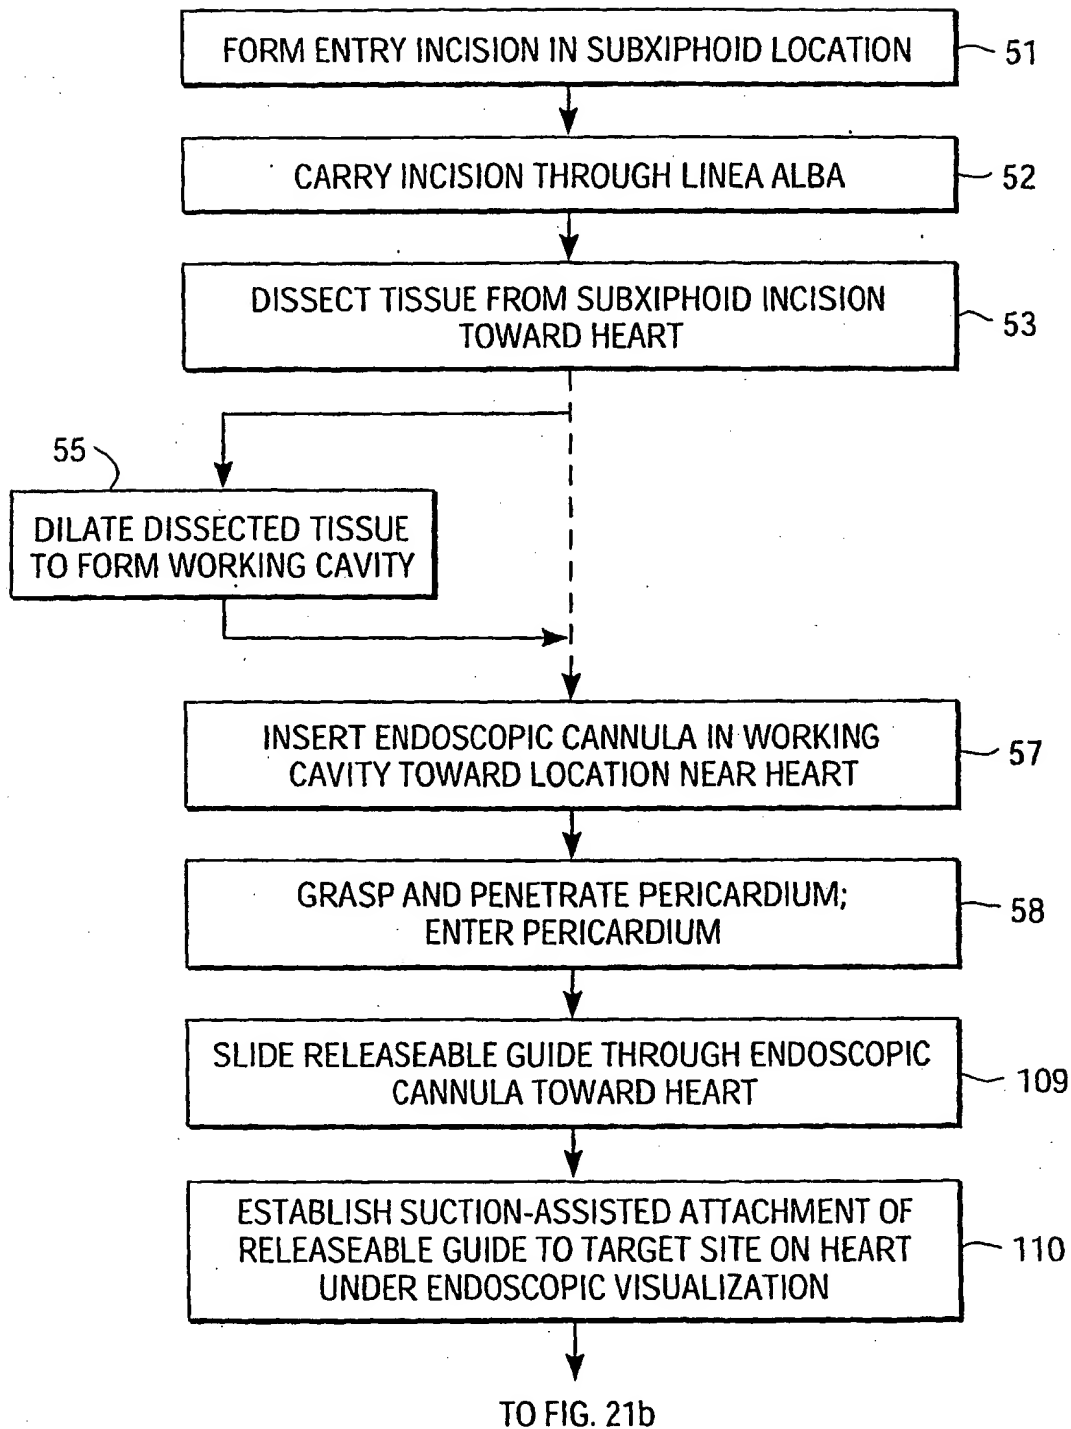 FORM ENTRY INCISION IN SUBXIPHOID LOCATION
51
CARRY INCISION THROUGH LINEA ALBA
52
DISSECT TISSUE FROM SUBXIPHOID INCISION
TOWARD HEART
53
55
DILATE DISSECTED TISSUE
TO FORM WORKING CAVITY
INSERT ENDOSCOPIC CANNULA IN WORKING
CAVITY TOWARD LOCATION NEAR HEART
57
GRASP AND PENETRATE PERICARDIUM;
ENTER PERICARDIUM
58
SLIDE RELEASEABLE GUIDE THROUGH ENDOSCOPIC
CANNULA TOWARD HEART
109
ESTABLISH SUCTION-ASSISTED ATTACHMENT OF
RELEASEABLE GUIDE TO TARGET SITE ON HEART
UNDER ENDOSCOPIC VISUALIZATION
110
TO FIG. 21b